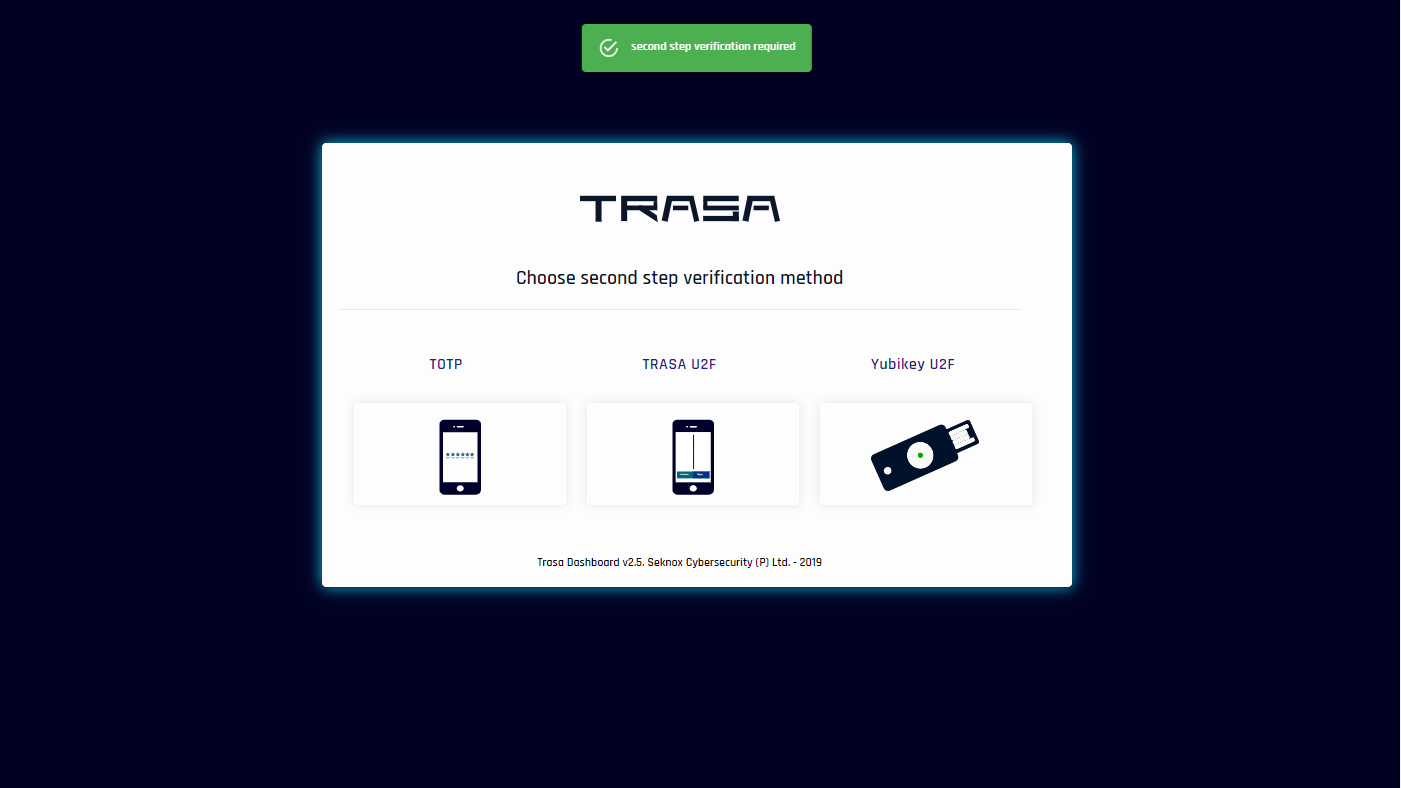 second step verification required
TRASA
Choose second step verification method
TOTP
TRASA U2F
Yubikey U2F
Trasa Dashboard v2.5. Seknox Cybersecurity (P) Ltd. - 2019